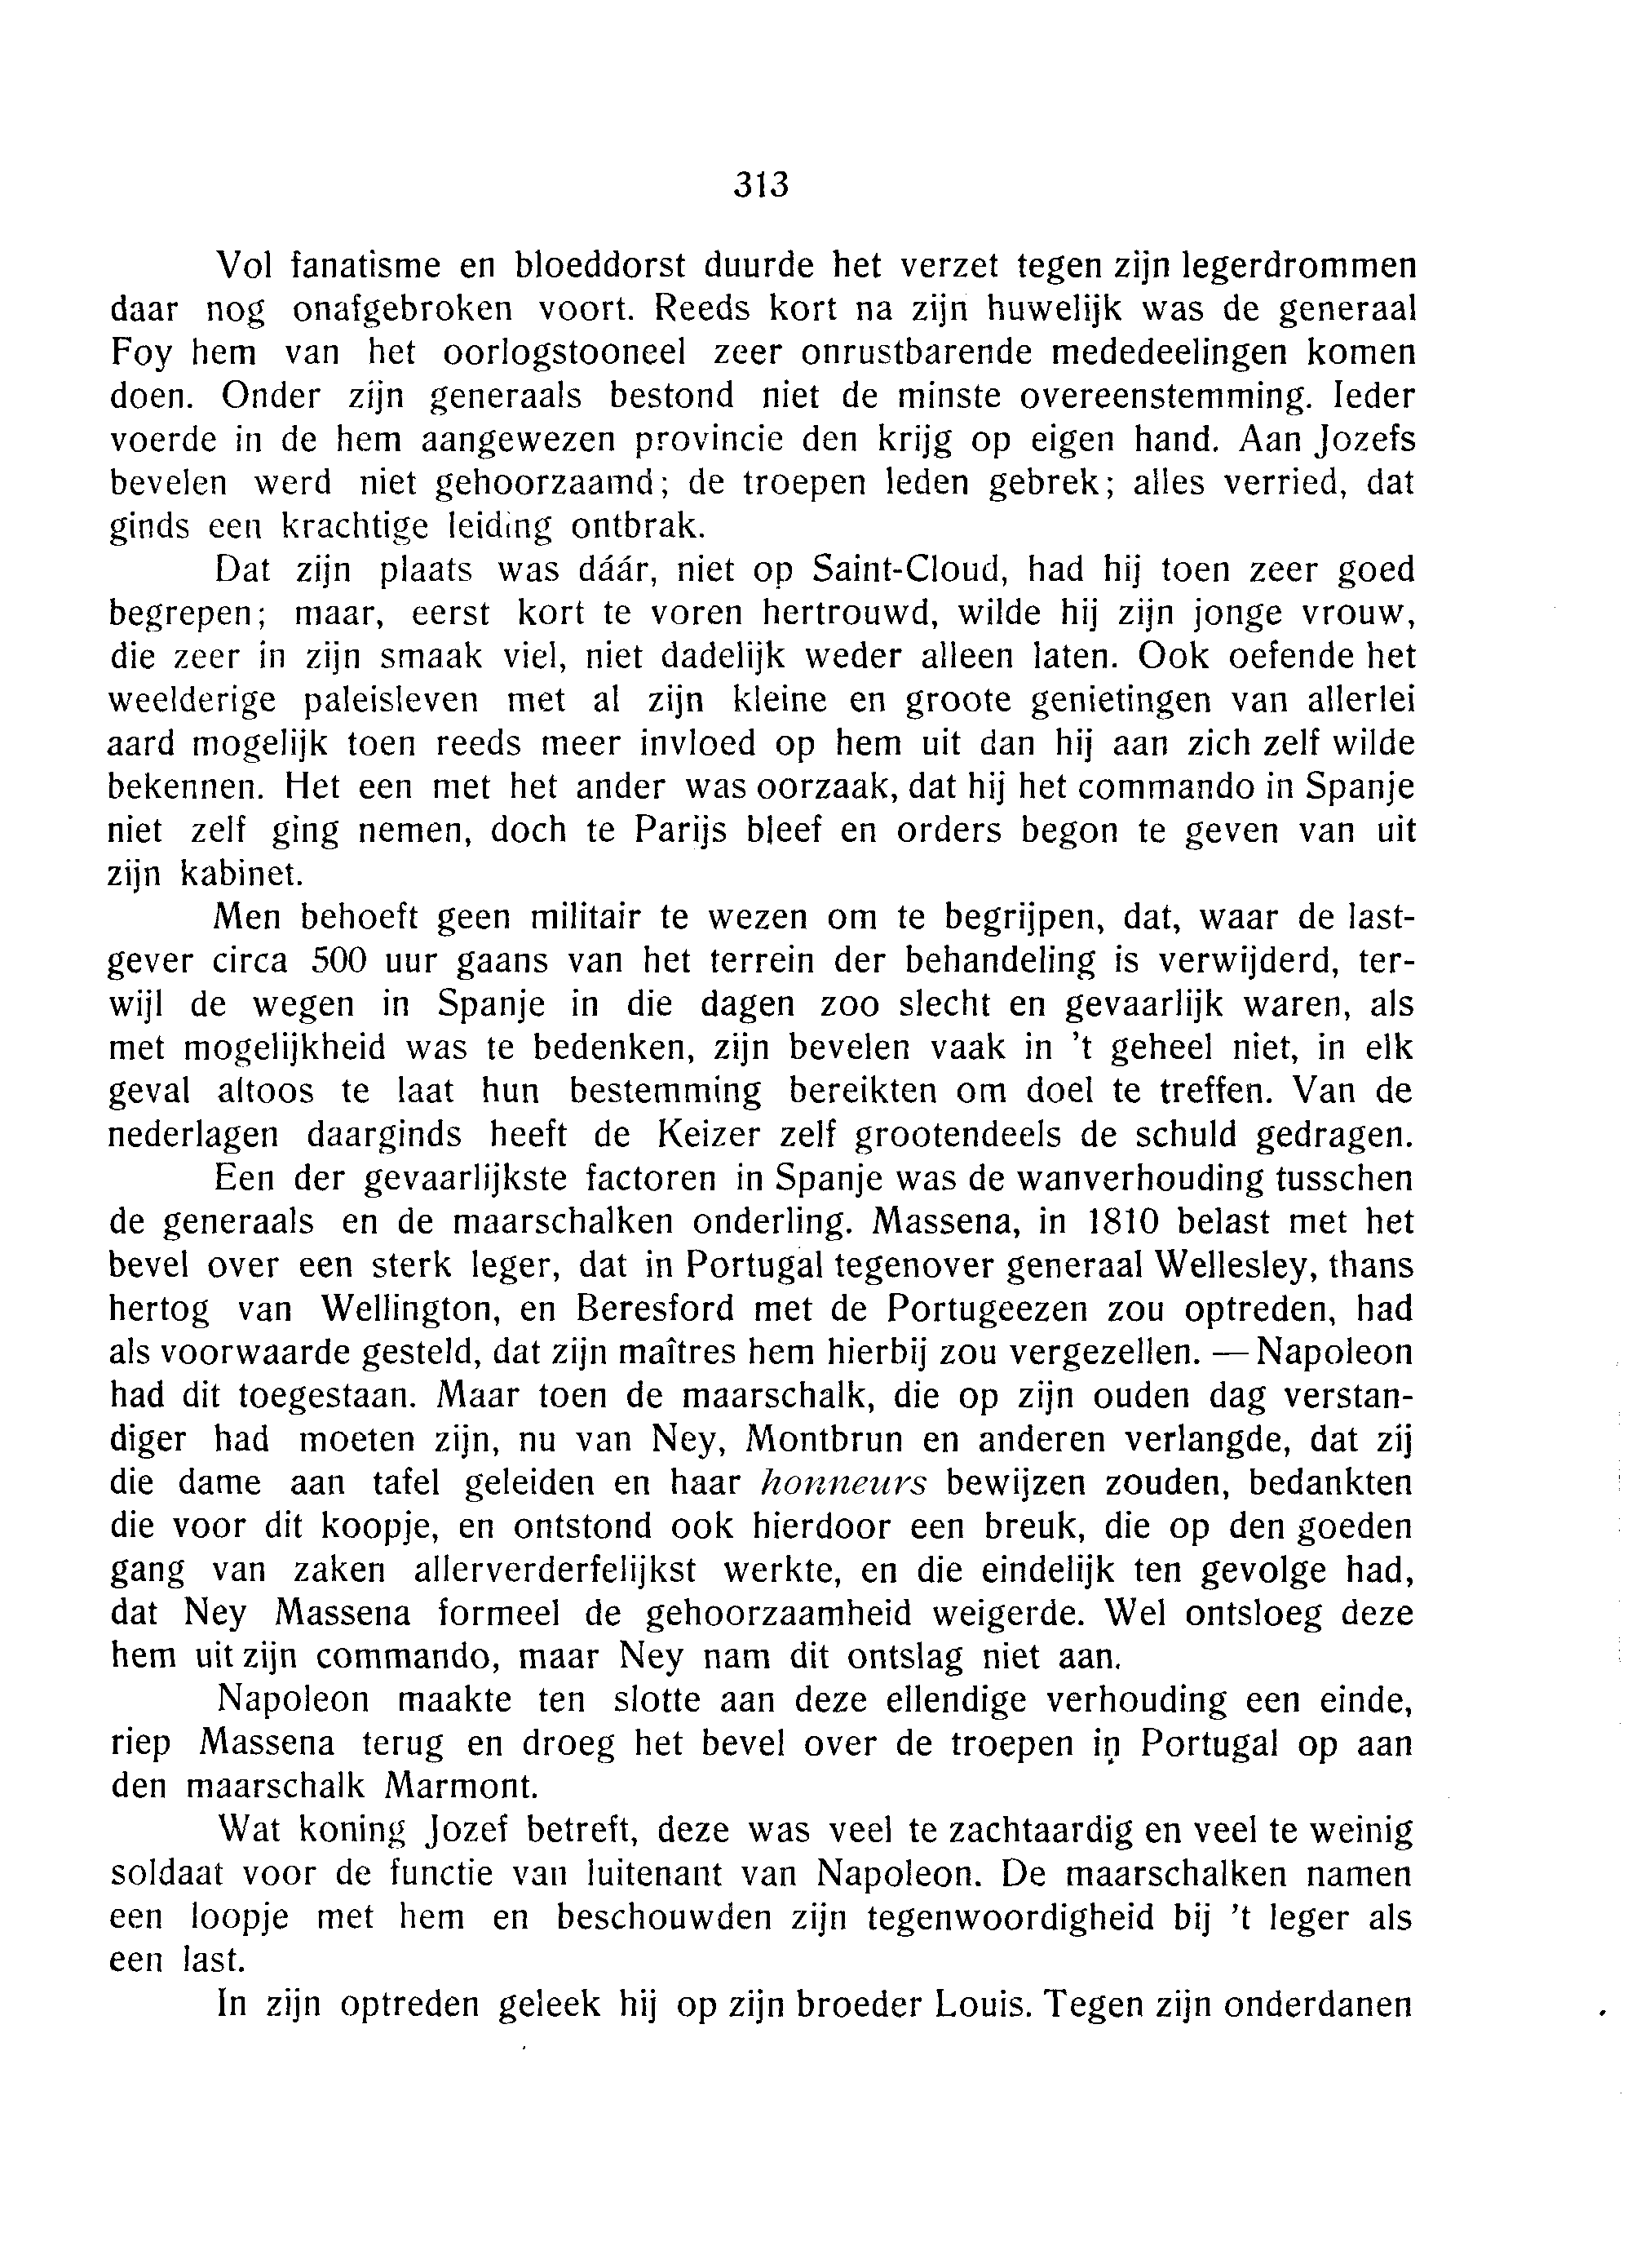 313
Vol fanatisme en bloeddorst duurde het verzet tegen zijn legerdrommen
daar nog onafgebroken voort. Reeds kort na zijn huwelijk was de generaal
Foy hem van het oorlogstooneel zeer onrustbarende mededeelingen komen
doen. Onder zijn generaals bestond niet de minste overeenstemming. Ieder
voerde in de hem aangewezen provincie den krijg op eigen hand. Aan Jozefs
bevelen werd niet gehoorzaamd; de troepen leden gebrek; alles verried, dat
ginds een krachtige leiding ontbrak.
Dat zijn plaats was dáár, niet op Saint-Cloud, had hij toen zeer goed
begrepen; maar, eerst kort te voren hertrouwd, wilde hij zijn jonge vrouw,
die zeer in zijn smaak viel, niet dadelijk weder alleen laten. Ook oefende het
weelderige paleisleven met al zijn kleine en groote genietingen van allerlei
aard mogelijk toen reeds meer invloed op hem uit dan hij aan zich zelf wilde
bekennen. Het een met het ander was oorzaak, dat hij het commando in Spanje
niet zelf ging nemen, doch te Parijs bleef en orders begon te geven van uit
zijn kabinet.
Men behoeft geen militair te wezen om te begrijpen, dat, waar de last-
gever circa 500 uur gaans van het terrein der behandeling is verwijderd, ter-
wijl de wegen in Spanje in die dagen zoo slecht en gevaarlijk waren, als
met mogelijkheid was te bedenken, zijn bevelen vaak in 't geheel niet, in elk
geval altoos te laat hun bestemming bereikten om doel te treffen. Van de
nederlagen daarginds heeft de Keizer zelf grootendeels de schuld gedragen.
Een der gevaarlijkste factoren in Spanje was de wanverhouding tusschen
de generaals en de maarschalken onderling. Massena, in 1810 belast met het
bevel over een sterk leger, dat in Portugal tegenover generaal Wellesley, thans
hertog van Wellington, en Beresford met de Portugeezen zou optreden, had
als voorwaarde gesteld, dat zijn maîtres hem hierbij zou vergezellen. — Napoleon
had dit toegestaan. Maar toen de maarschalk, die op zijn ouden dag verstan-
diger had moeten zijn, nu van Ney, Montbrun en anderen verlangde, dat zij
die dame aan tafel geleiden en haar honneurs bewijzen zouden, bedankten
die voor dit koopje, en ontstond ook hierdoor een breuk, die op den goeden
gang van zaken allerverderfelijkst werkte, en die eindelijk ten gevolge had,
dat Ney Massena formeel de gehoorzaamheid weigerde. Wel ontsloeg deze
hem uit zijn commando, maar Ney nam dit ontslag niet aan.
Napoleon maakte ten slotte aan deze ellendige verhouding een einde,
riep Massena terug en droeg het bevel over de troepen in Portugal op aan
den maarschalk Marmont.
Wat koning Jozef betreft, deze was veel te zachtaardig en veel te weinig
soldaat voor de functie van luitenant van Napoleon. De maarschalken namen
een loopje met hem en beschouwden zijn tegenwoordigheid bij 't leger als
een last.
In zijn optreden geleek hij op zijn broeder Louis. Tegen zijn onderdanen